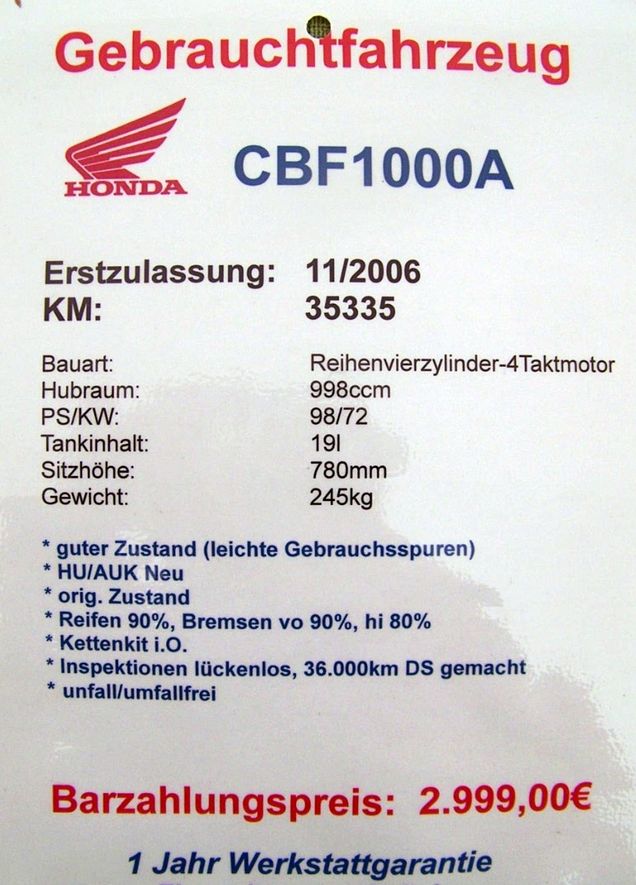 Gebrauchtfahrzeug
HONDA
CBF1000A
Erstzulassung: 11/2006
KM: 35335
Bauart: Reihenvierzylinder-4Taktmotor
Hubraum: 998ccm
PS/KW: 98/72
Tankinhalt: 19l
Sitzhöhe: 780mm
Gewicht: 245kg
* guter Zustand (leichte Gebrauchsspuren)
* HU/AUK Neu
* orig. Zustand
* Reifen 90%, Bremsen vo 90%, hi 80%
* Kettenkit i.O.
* Inspektionen lückenlos, 36.000km DS gemacht
* unfall/umfallfrei
Barzahlungspreis: 2.999,00€
1 Jahr Werkstattgarantie